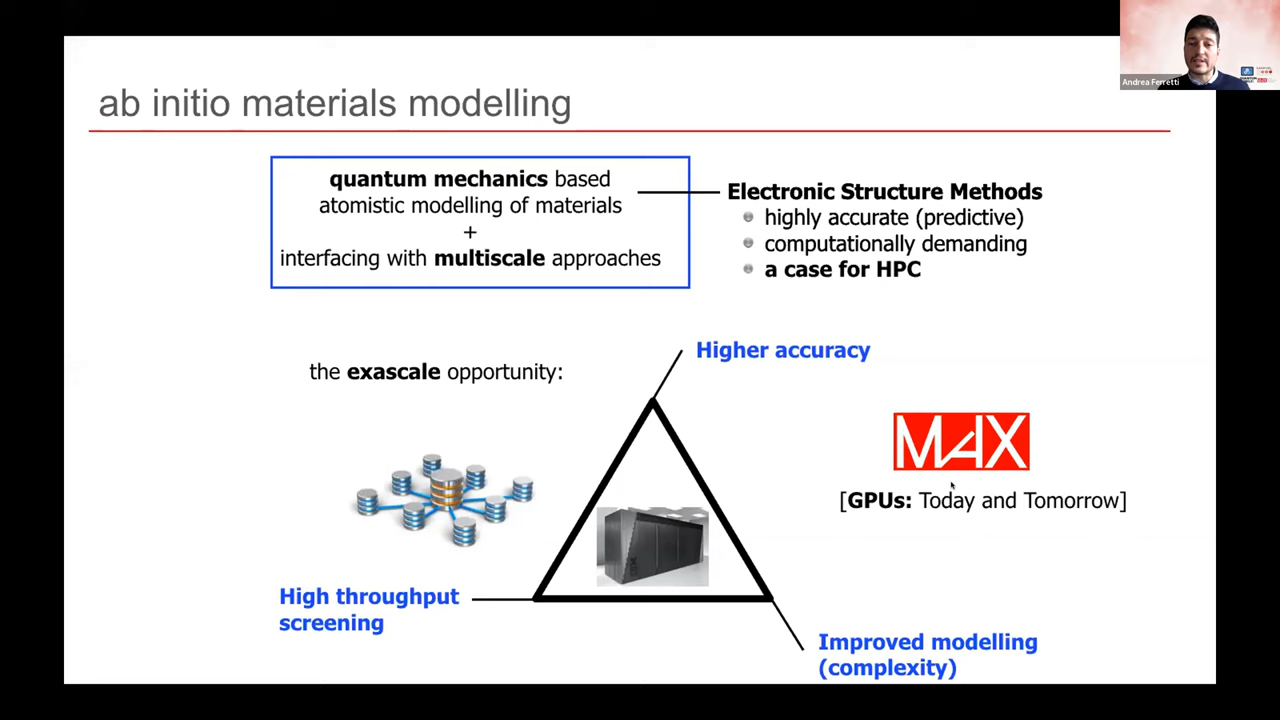 Andrea Ferretti
ab initio materials modelling
quantum mechanics based
atomistic modelling of materials
+
interfacing with multiscale approaches
Electronic Structure Methods
highly accurate (predictive)
computationally demanding
a case for HPC
the exascale opportunity:
Higher accuracy
MAX
[GPUs: Today and Tomorrow]
High throughput
screening
Improved modelling
(complexity)